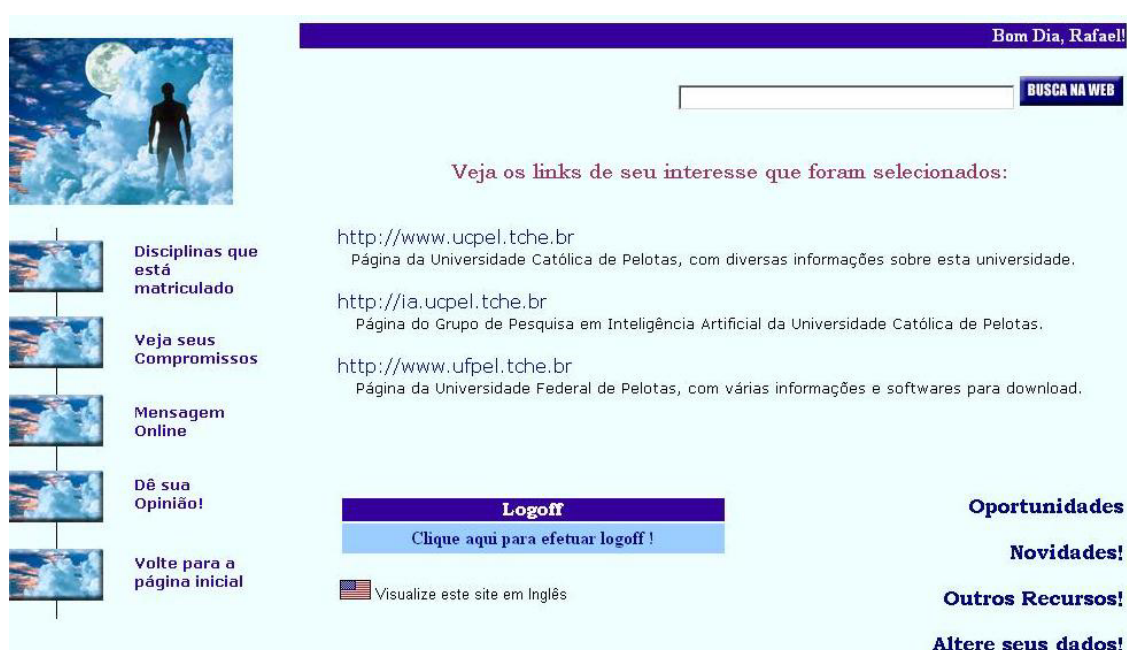 Bom Dia, Rafael!
BUSCA NA WEB
Veja os links de seu interesse que foram selecionados:
http://www.ucpel.tche.br
Página da Universidade Católica de Pelotas, com diversas informações sobre esta universidade.
http://ia.ucpel.tche.br
Página do Grupo de Pesquisa em Inteligência Artificial da Universidade Católica de Pelotas.
http://www.ufpel.tche.br
Página da Universidade Federal de Pelotas, com várias informações e softwares para download.
Disciplinas que
está
matriculado
Veja seus
Compromissos
Mensagem
Online
Dê sua
Opinião!
Volte para a
página inicial
Logoff
Clique aqui para efetuar logoff !
Visualize este site em Inglês
Oportunidades
Novidades!
Outros Recursos!
Altere seus dados!